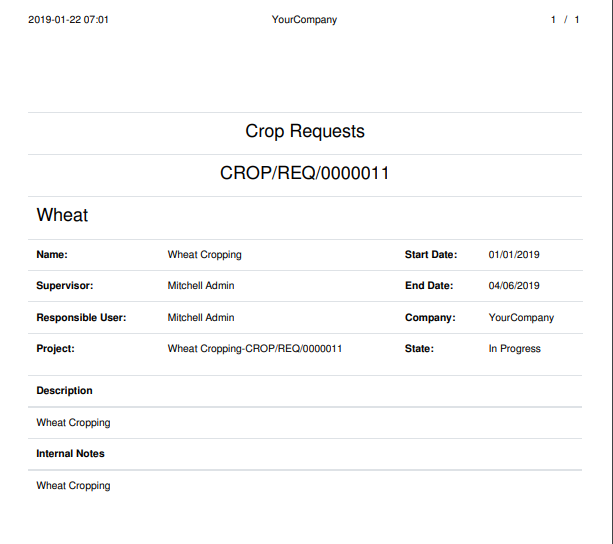 2019-01-22 07:01 YourCompany 1 / 1
Crop Requests
CROP/REQ/0000011
Wheat
Name: Wheat Cropping Start Date: 01/01/2019
Supervisor: Mitchell Admin End Date: 04/06/2019
Responsible User: Mitchell Admin Company: YourCompany
Project: Wheat Cropping-CROP/REQ/0000011 State: In Progress
Description
Wheat Cropping
Internal Notes
Wheat Cropping